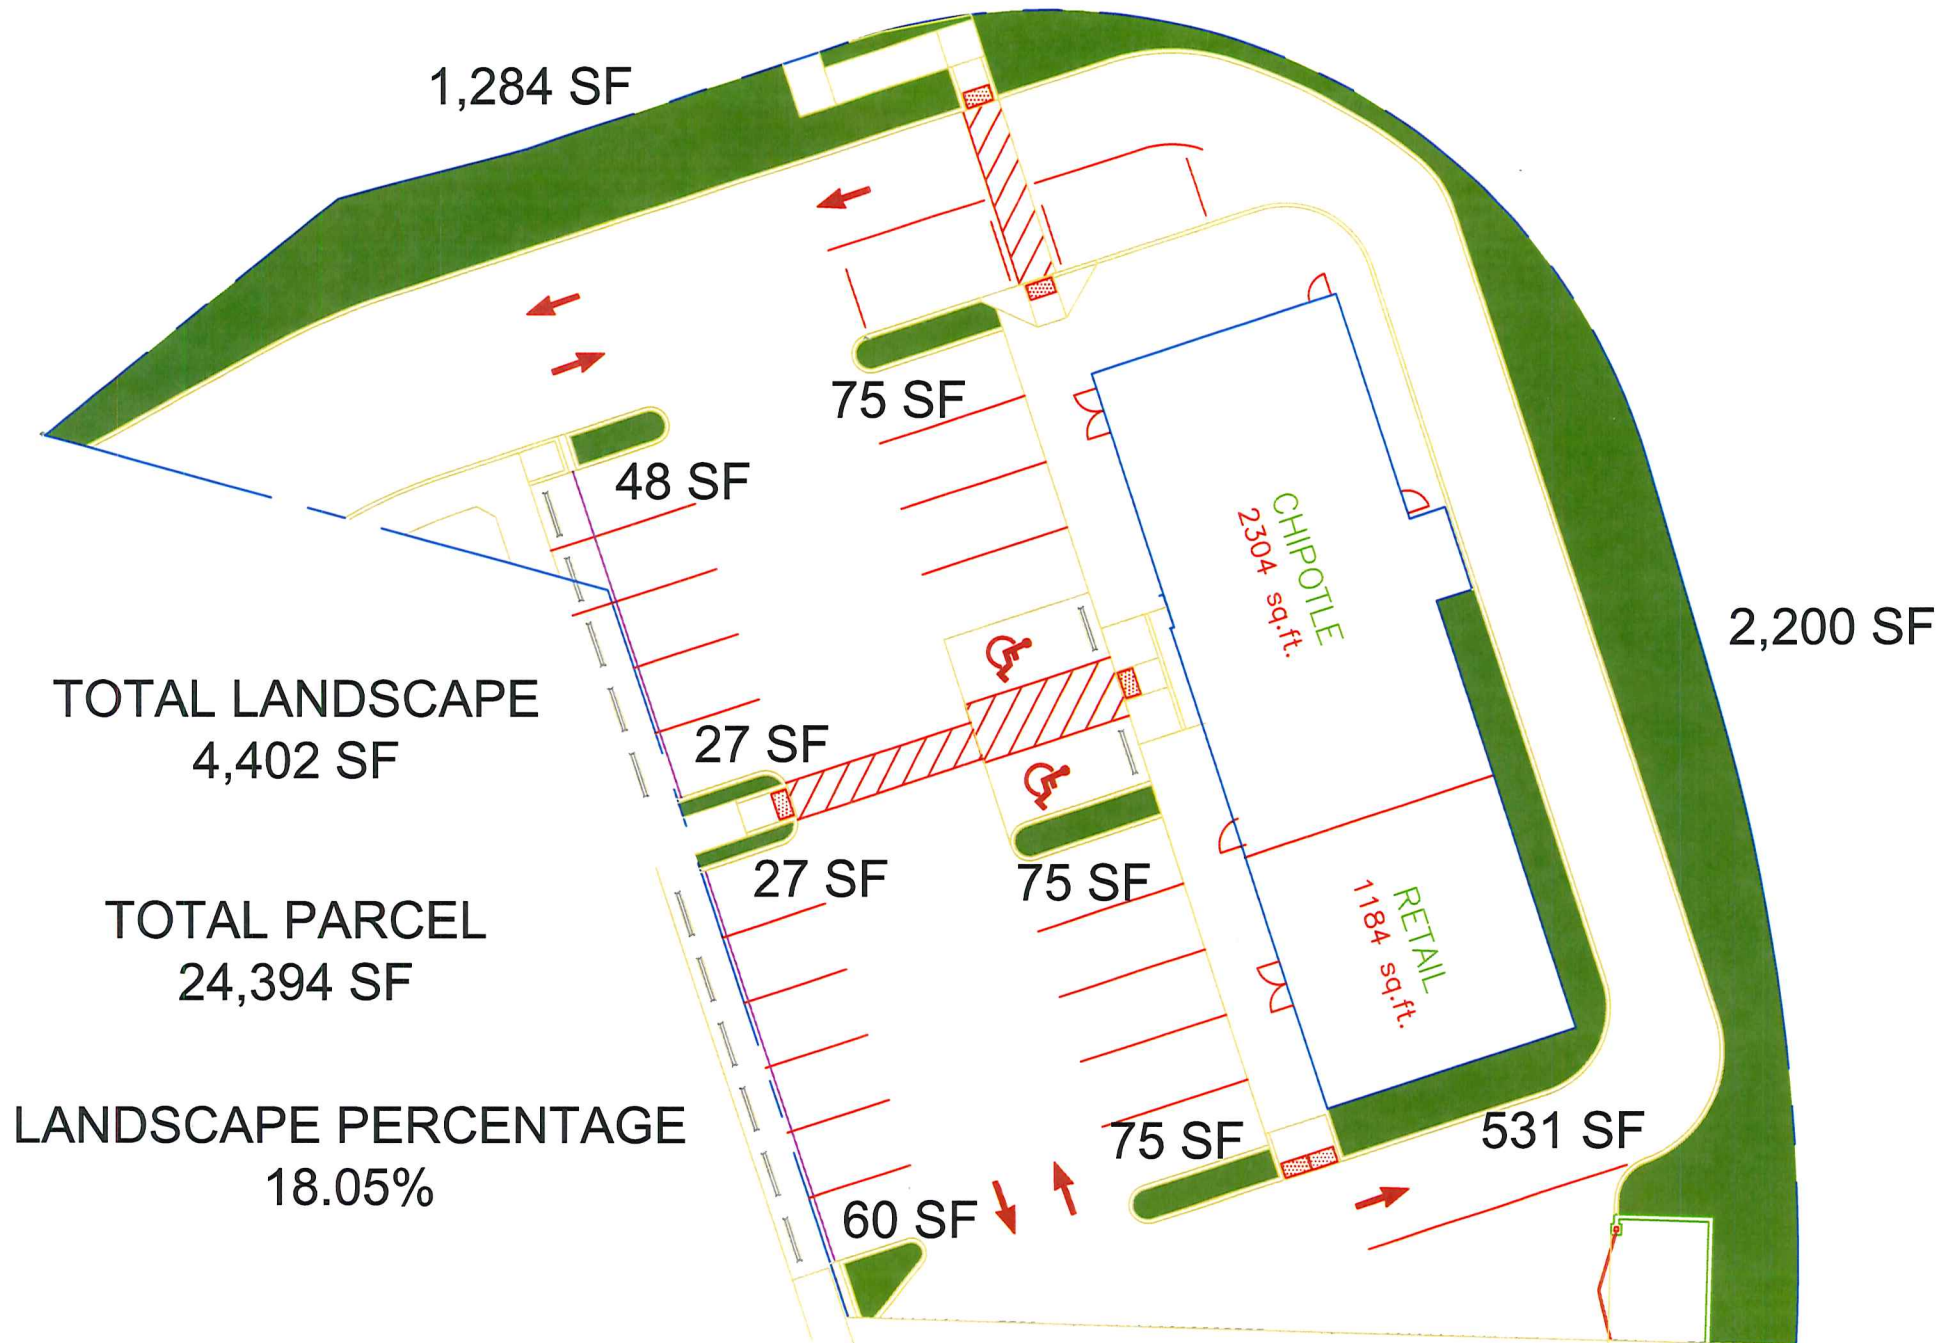 1,284 SF
75 SF
48 SF
CHIPOTLE
2304 sq.ft.
2,200 SF
TOTAL LANDSCAPE
4,402 SF
27 SF
27 SF
75 SF
TOTAL PARCEL
24,394 SF
RETAIL
1184 sq.ft.
LANDSCAPE PERCENTAGE
18.05%
75 SF
531 SF
60 SF